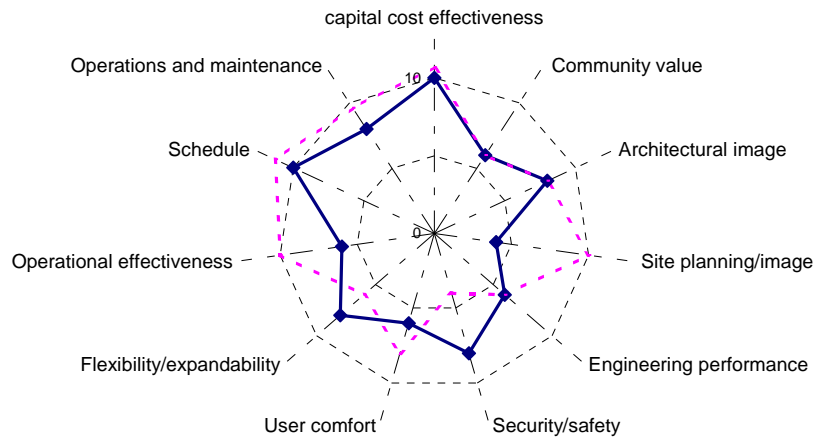 capital cost effectiveness
Operations and maintenance
10
Community value
Schedule
Architectural image
0
Operational effectiveness
Site planning/image
Flexibility/expandability
Engineering performance
User comfort
Security/safety